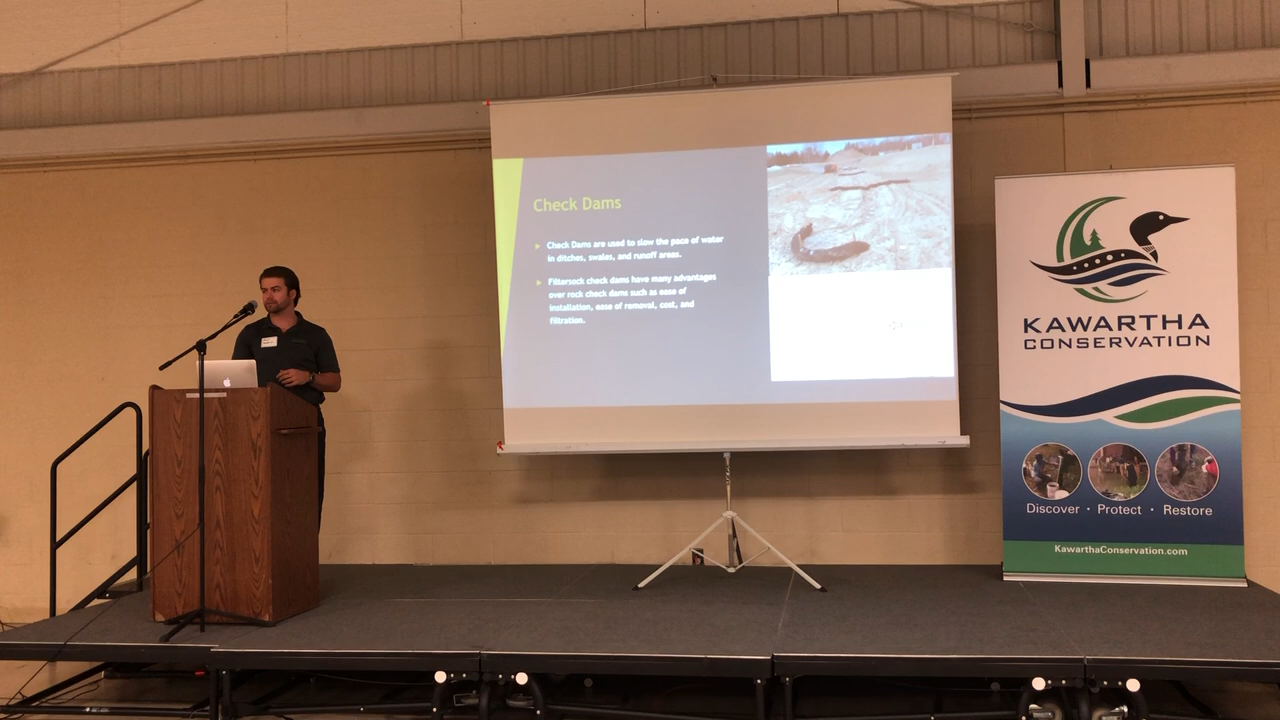 Check Dams
Check Dams are used to slow the pace of water
in ditches, swales, and runoff areas.
Filtersock check dams have many advantages
over rock check dams such as ease of
installation, ease of removal, cost, and
filtration.
KAWARTHA
CONSERVATION
Discover · Protect · Restore
KawarthaConservation.com